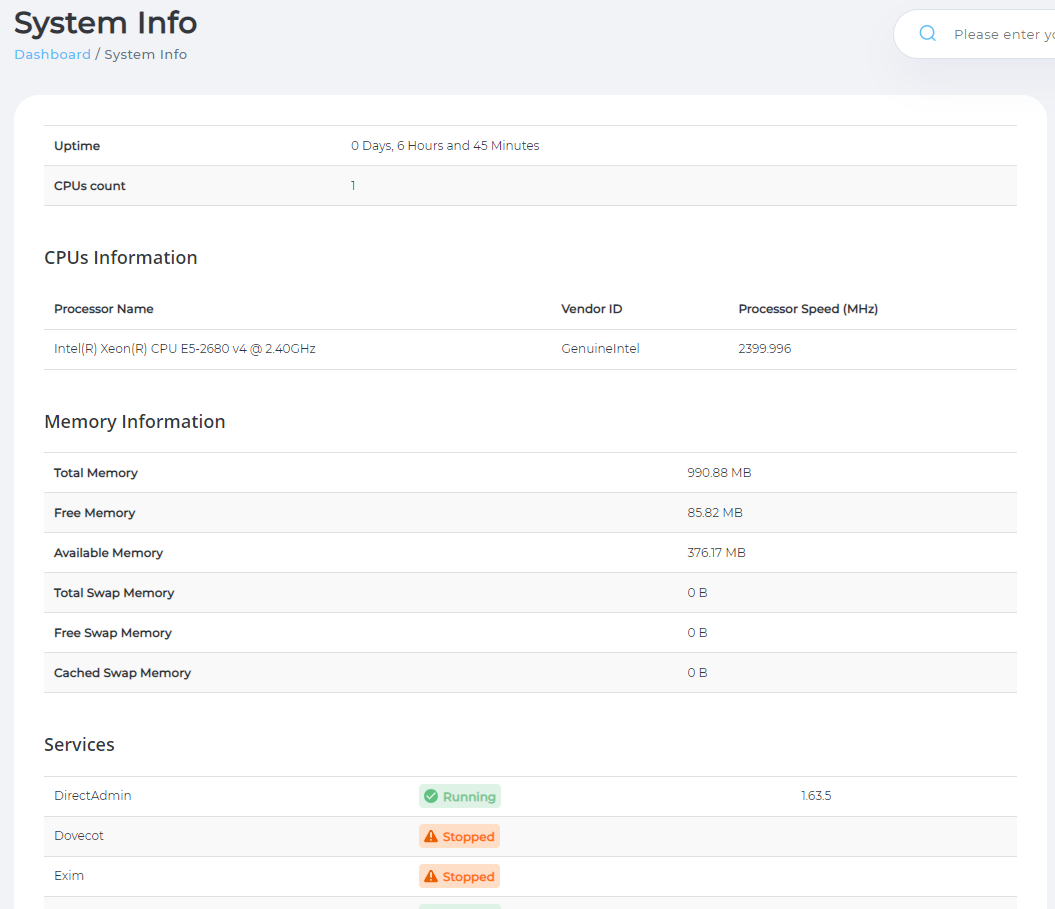 System Info
Dashboard / System Info
Please enter
Uptime 0 Days, 6 Hours and 45 Minutes
CPUs count 1
CPUs Information
Processor Name Vendor ID Processor Speed (MHz)
Intel(R) Xeon(R) CPU E5-2680 v4 @ 2.40GHz GenuineIntel 2399.996
Memory Information
Total Memory 990.88 MB
Free Memory 85.82 MB
Available Memory 376.17 MB
Total Swap Memory 0 B
Free Swap Memory 0 B
Cached Swap Memory 0 B
Services
DirectAdmin Running 1.63.5
Dovecot Stopped
Exim Stopped